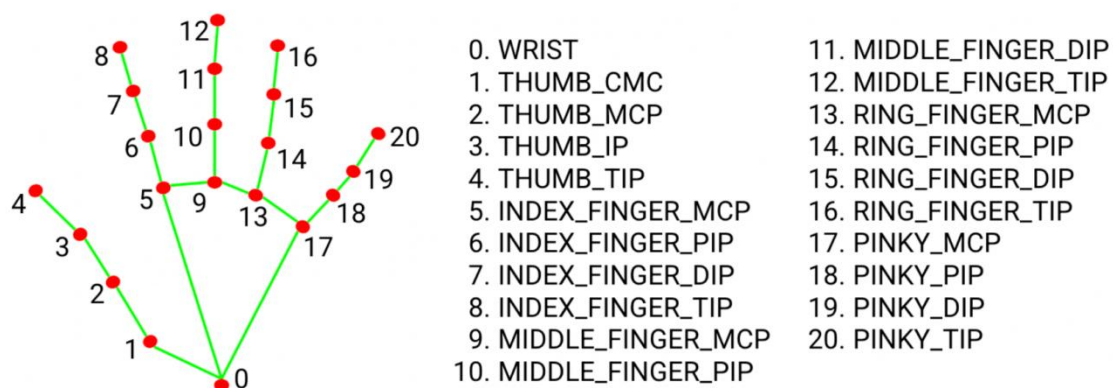 12
8
16
11
7
15
10
6
14
20
4
5
9
13
19
18
3
17
2
1
0
0. WRIST
1. THUMB_CMC
2. THUMB_MCP
3. THUMB_IP
4. THUMB_TIP
5. INDEX_FINGER_MCP
6. INDEX_FINGER_PIP
7. INDEX_FINGER_DIP
8. INDEX_FINGER_TIP
9. MIDDLE_FINGER_MCP
10. MIDDLE_FINGER_PIP
11. MIDDLE_FINGER_DIP
12. MIDDLE_FINGER_TIP
13. RING_FINGER_MCP
14. RING_FINGER_PIP
15. RING_FINGER_DIP
16. RING_FINGER_TIP
17. PINKY_MCP
18. PINKY_PIP
19. PINKY_DIP
20. PINKY_TIP